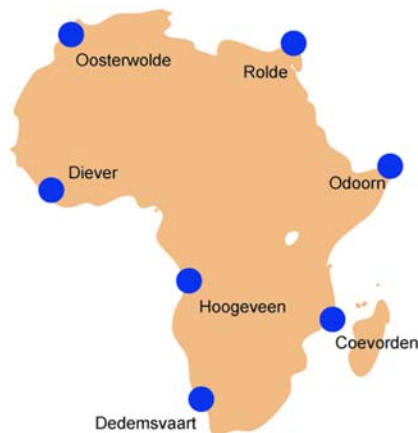 Oosterwolde
Rolde
Diever
Odoorn
Hoogeveen
Coevorden
Dedemsvaart